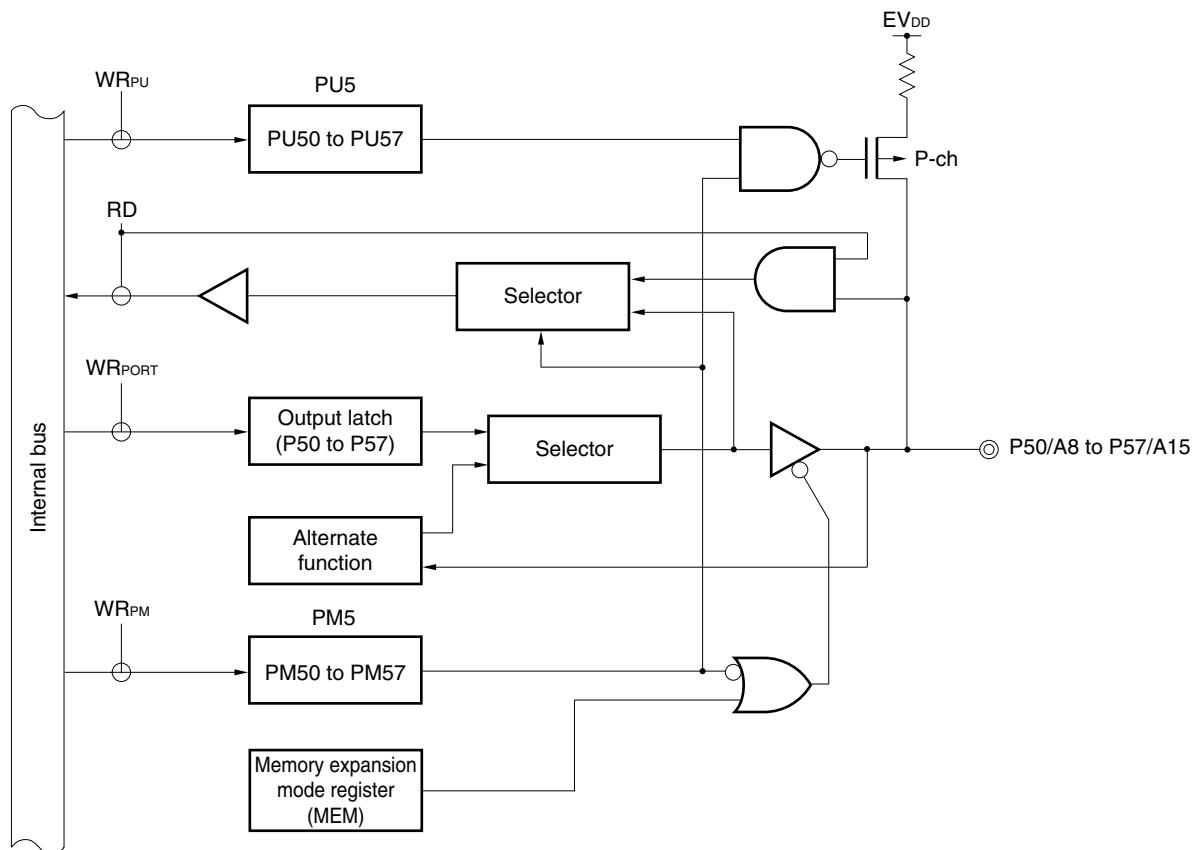 EVDD
WRPU
PU5
PU50 to PU57
P-ch
RD
Selector
WRPORT
Output latch
(P50 to P57)
Selector
P50/A8 to P57/A15
Internal bus
Alternate
function
WRPM
PM5
PM50 to PM57
Memory expansion
mode register
(MEM)